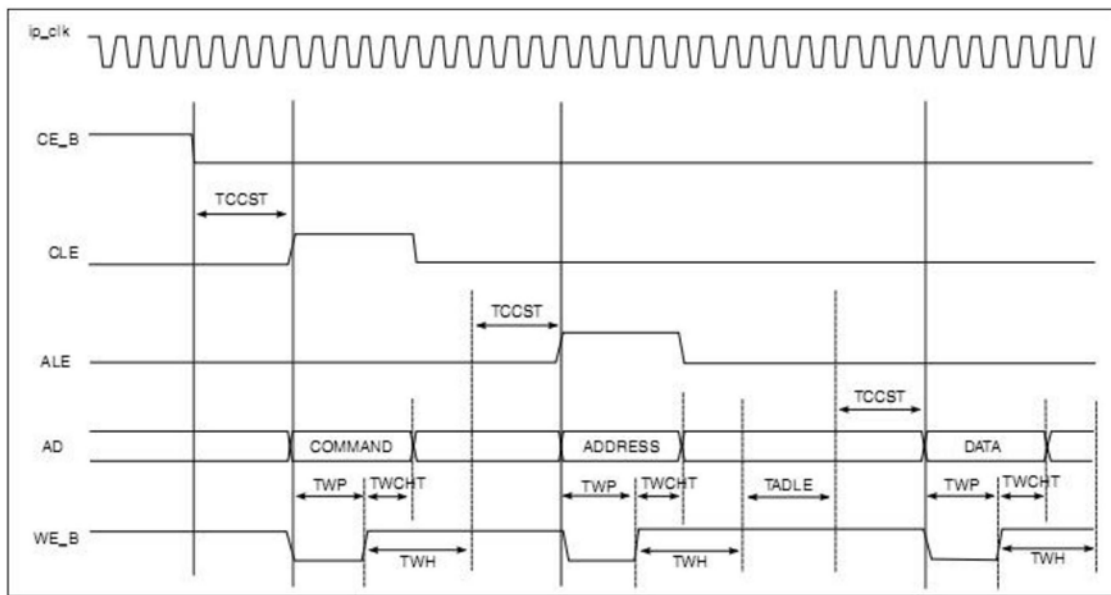 ip_clk
CE_B
TCCST
CLE
TCCST
ALE
TCCST
AD COMMAND ADDRESS DATA
TWP TWCHT TWP TWCHT TADLE TWP TWCHT
WE_B
TWH TWH TWH